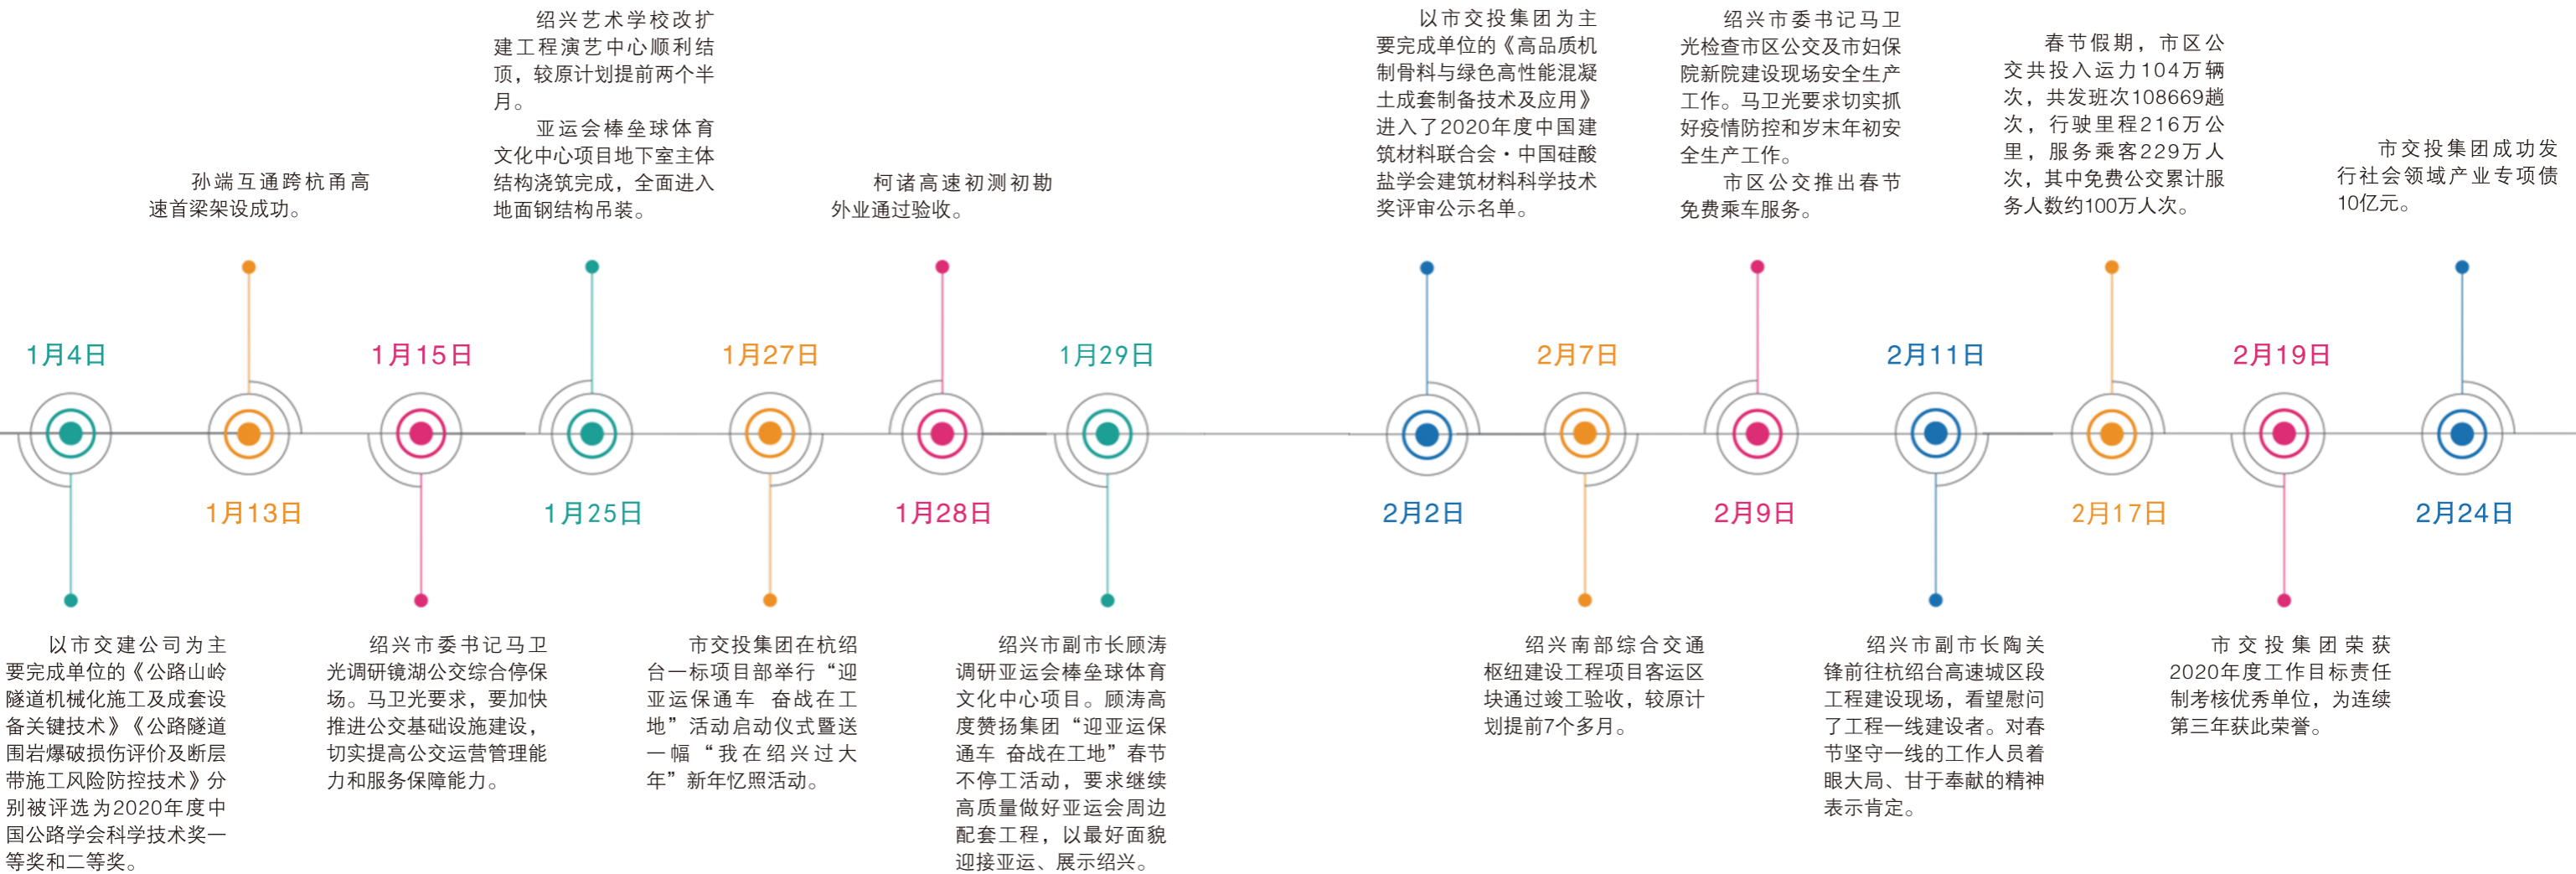 1月4日
以市交建公司为主
要完成单位的《公路山岭
隧道机械化施工及成套设
备关键技术》《公路隧道
围岩爆破损伤评价及断层
带施工风险防控技术》分
别被评选为2020年度中
国公路学会科学技术奖一
等奖和二等奖。
孙端互通跨杭甬高
速首梁架设成功。
1月13日
1月15日
绍兴市委书记马卫
光调研镜湖公交综合停保
场。马卫光要求，要加快
推进公交基础设施建设，
切实提高公交运营管理能
力和服务保障能力。
绍兴艺术学校改扩
建工程演艺中心顺利结
顶，较原计划提前两个半
月。
亚运会棒垒球体育
文化中心项目地下室主体
结构浇筑完成，全面进入
地面钢结构吊装。
1月25日
1月27日
市交投集团在杭绍
台一标项目部举行“迎
亚运保通车 奋战在工
地”活动启动仪式暨送
一幅“我在绍兴过大
年”新年忆照活动。
柯诸高速初测初勘
外业通过验收。
1月28日
1月29日
绍兴市副市长顾涛
调研亚运会棒垒球体育
文化中心项目。顾涛高
度赞扬集团“迎亚运保
通车 奋战在工地”春节
不停工活动，要求继续
高质量做好亚运会周边
配套工程，以最好面貌
迎接亚运、展示绍兴。
以市交投集团为主
要完成单位的《高品质机
制骨料与绿色高性能混凝
土成套制备技术及应用》
进入了2020年度中国建
筑材料联合会·中国硅酸
盐学会建筑材料科学技术
奖评审公示名单。
2月2日
2月7日
绍兴南部综合交通
枢纽建设工程项目客运区
块通过竣工验收，较原计
划提前7个多月。
绍兴市委书记马卫
光检查市区公交及市妇保
院新院建设现场安全生产
工作。马卫光要求切实抓
好疫情防控和岁末年初安
全生产工作。
市区公交推出春节
免费乘车服务。
2月9日
2月11日
绍兴市副市长陶关
锋前往杭绍台高速城区段
工程建设现场，看望慰问
了工程一线建设者。对春
节坚守一线的工作人员着
眼大局、甘于奉献的精神
表示肯定。
春节假期，市区公
交共投入运力104万辆
次，共发班次108669趟
次，行驶里程216万公
里，服务乘客229万人
次，其中免费公交累计服
务人数约100万人次。
2月17日
2月19日
市交投集团荣获
2020年度工作目标责任
制考核优秀单位，为连续
第三年获此荣誉。
市交投集团成功发
行社会领域产业专项债
10亿元。
2月24日